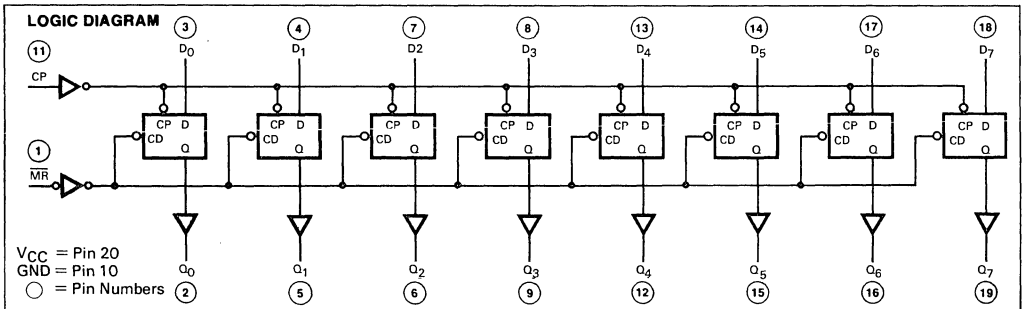 LOGIC DIAGRAM
3 4 7 8 13 14 17 18
D0 D1 D2 D3 D4 D5 D6 D7
11
CP
CP D CP D CP D CP D CP D CP D CP D CP D
CD CD CD CD CD CD CD CD
Q Q Q Q Q Q Q Q
1
MR
VCC = Pin 20
GND = Pin 10
= Pin Numbers
Q0 Q1 Q2 Q3 Q4 Q5 Q6 Q7
2 5 6 9 12 15 16 19